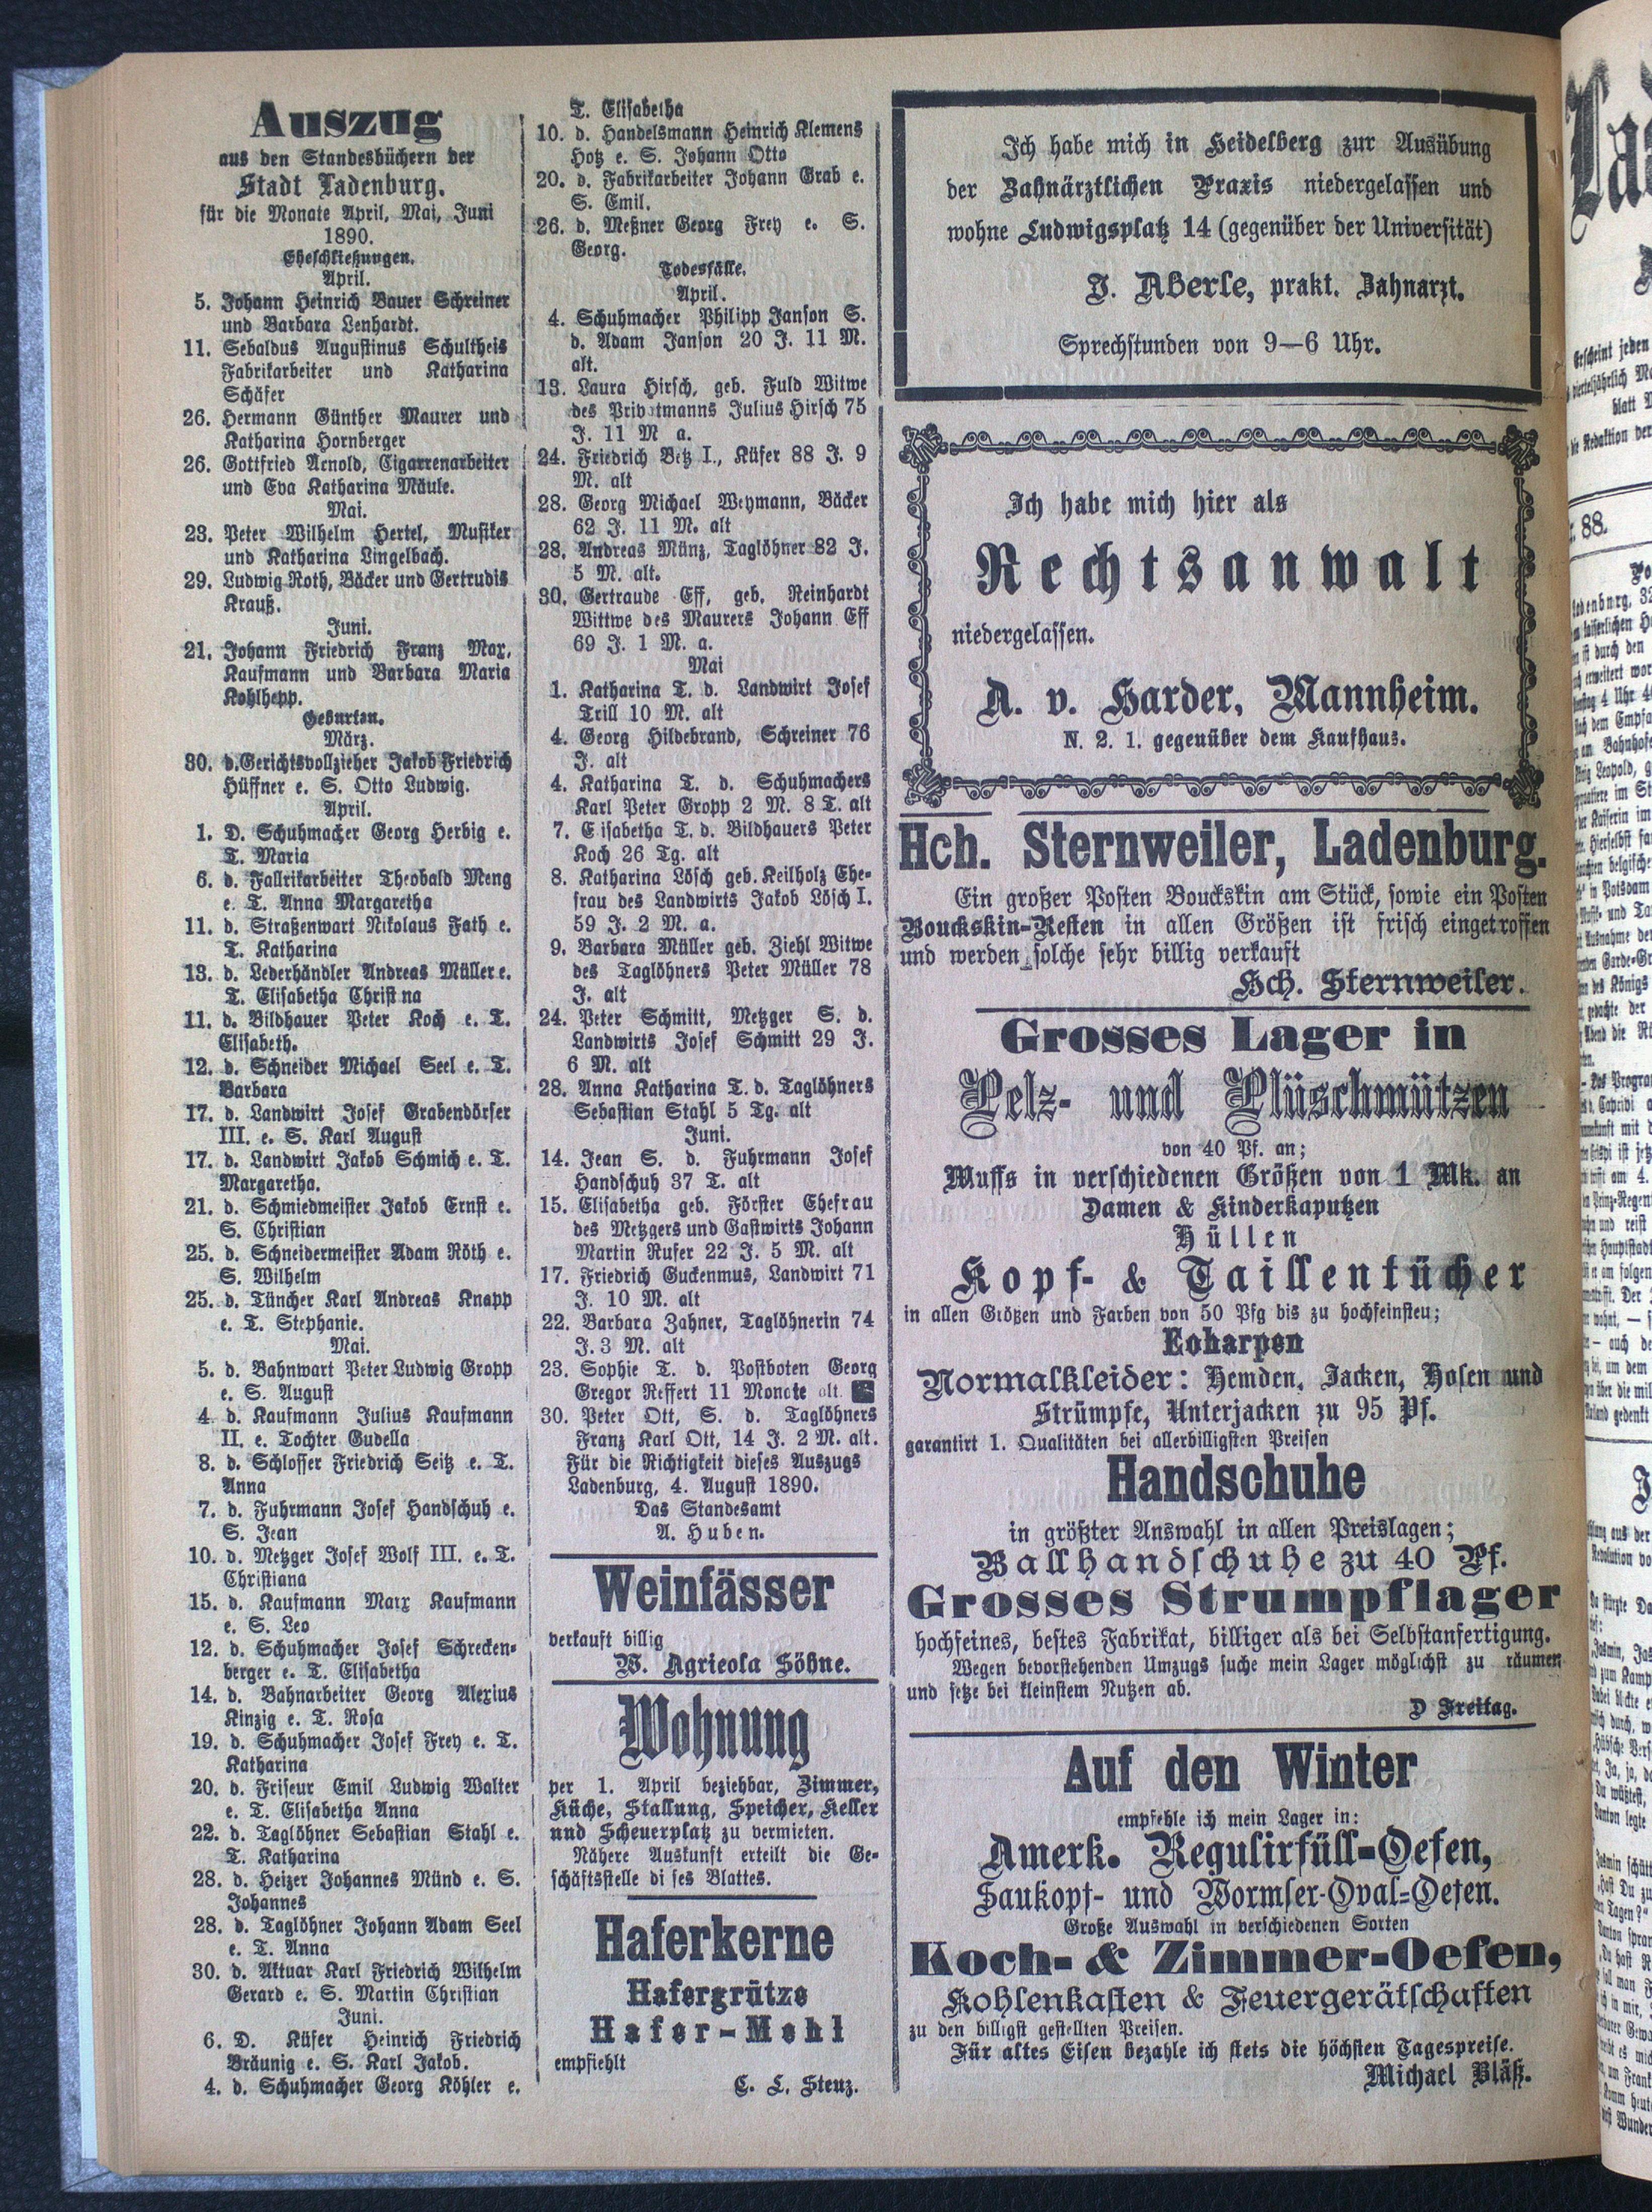 Auszug
aus den Standesbüchern der
Stadt Ladenburg.
für die Monate April, Mai, Juni
1890.
Eheschließungen.
April.
5. Johann Heinrich Bauer Schreiner
und Barbara Lenhardt.
11. Sebaldus Augustinus Schultheis
Fabrikarbeiter und Katharina
Schäfer
26. Hermann Günther Maurer und
Katharina Hornberger
26. Gottfried Arnold, Cigarrenarbeiter
und Eva Katharina Mäule.
Mai.
23. Peter Wilhelm Hertel, Musiker
und Katharina Lingelbach.
29. Ludwig Roth, Bäcker und Gertrudis
Krauß.
Juni.
21. Johann Friedrich Franz Max,
Kaufmann und Barbara Maria
Kohlhepp.
Geburten.
März.
30. d. Gerichtsvollzieher Jakob Friedrich
Hüffner e. S. Otto Ludwig.
April.
1. D. Schuhmacher Georg Herbig e.
T. Maria
6. d. Fallrikarbeiter Theobald Meng
e. T. Anna Margaretha
11. d. Straßenwart Nikolaus Fath e.
T. Katharina
13. d. Lederhändler Andreas Müller e.
T. Elisabetha Christ na
11. d. Bildhauer Peter Koch e. T.
Elisabeth.
12. d. Schneider Michael Seel e. T.
Barbara
17. d. Landwirt Josef Grabendörfer
III. e. S. Karl August
17. d. Landwirt Jakob Schmich e. T.
Margaretha.
21. d. Schmiedmeister Jakob Ernst e.
S. Christian
25. d. Schneidermeister Adam Röth e.
S. Wilhelm
25. d. Tüncher Karl Andreas Knapp
e. T. Stephanie.
Mai.
5. d. Bahnwart Peter Ludwig Gropp
e. S. August
4 d. Kaufmann Julius Kaufmann
II. e. Tochter Gudella
8. d. Schlosser Friedrich Seitz e. T.
Anna
7. d. Fuhrmann Josef Handschuh e.
S. Jean
10. d. Metzger Josef Wolf III. e. T.
Christiana
15. d. Kaufmann Marx Kaufmann
e. S. Leo
12. d. Schuhmacher Josef Schrecken-
berger e. T. Elisabetha
14. d. Bahnarbeiter Georg Alexius
Kinzig e. T. Rosa
19. d. Schuhmacher Josef Frey e. T.
Katharina
20. d. Friseur Emil Ludwig Walter
e. T. Elisabetha Anna
22. d. Taglöhner Sebastian Stahl e.
T. Katharina
28. d. Heizer Johannes Münd e. S.
Johannes
28. d. Taglöhner Johann Adam Seel
e. T. Anna
30. d. Aktuar Karl Friedrich Wilhelm
Gerard e. S. Martin Christian
Juni.
6. D. Küfer Heinrich Friedrich
Bräunig e. S. Karl Jakob.
4. d. Schuhmacher Georg Köhler e.
T. Elisabetha
10. d. Handelsmann Heinrich Klemens
Hotz e. S. Johann Otto
20. d. Fabrikarbeiter Johann Grab e.
S. Emil.
26. d. Meßner Georg Frey e. S.
Georg.
Todesfälle.
April.
4. Schuhmacher Philipp Janson S.
d. Adam Janson 20 J. 11 M.
alt.
13. Laura Hirsch, geb. Fuld Witwe
des Priv tmanns Julius Hirsch 75
J. 11 M a.
24. Friedrich Betz I., Küfer 88 J. 9
M. alt
28. Georg Michael Weymann, Bäcker
62 J. 11 M. alt
28. Andreas Münz, Taglöhner 82 J.
5 M. alt.
30. Gertraude Eff, geb. Reinhardt
Wittwe des Maurers Johann Eff
69 J. 1 M. a.
Mai
1. Katharina T. d. Landwirt Josef
Trill 10 M. alt
4. Georg Hildebrand, Schreiner 76
J. alt
4. Katharina T. d. Schuhmachers
Karl Peter Gropp 2 M. 8 T. alt
7. E isabetha T. d. Bildhauers Peter
Koch 26 Tg. alt
8. Katharina Lösch geb. Keilholz Ehe-
frau des Landwirts Jakob Lösch I.
59 J. 2 M. a.
9. Barbara Müller geb. Ziehl Witwe
des Taglöhners Peter Müller 78
J. alt
24. Peter Schmitt, Metzger S. d.
Landwirts Josef Schmitt 29 J.
6 M. alt
28. Anna Katharina T. d. Taglöhners
Sebastian Stahl 5 Tg. alt
Juni.
14. Jean S. d. Fuhrmann Josef
Handschuh 37 T. alt
15. Elisabetha geb. Förster Ehefrau
des Metzgers und Gastwirts Johann
Martin Rufer 22 J. 5 M. alt
17. Friedrich Guckenmus, Landwirt 71
J. 10 M. alt
22. Barbara Zahner, Taglöhnerin 74
J. 3 M. alt
23. Sophie T. d. Postboten Georg
Gregor Reffert 11 Monate alt.
30. Peter Ott, S. d. Taglöhners
Franz Karl Ott, 14 J. 2 M. alt.
Für die Richtigkeit dieses Auszugs
Ladenburg, 4. August 1890.
Das Standesamt
A. Huben.
Weinfässer
verkauft billig
W. Agricola Söhne.
Wohnung
per 1. April beziehbar, Zimmer,
Küche, Stallung, Speicher, Keller
und Scheuerplatz zu vermieten.
Nähere Auskunft erteilt die Ge-
schäftsstelle di ses Blattes.
Haferkerne
Hafergrütze
Hafer-Mehl
empfiehlt
C. L. Stenz.
Ich habe mich in Heidelberg zur Ausübung
der Zahnärztlichen Praxis niedergelassen und
wohne Ludwigsplatz 14 (gegenüber der Universität)
J. Aberle, prakt. Zahnarzt.
Sprechstunden von 9—6 Uhr.
Ich habe mich hier als
Rechtsanwalt
niedergelassen.
A. v. Harder, Mannheim.
N. 2. 1. gegenüber dem Kaufhaus.
Hch. Sternweiler, Ladenburg.
Ein großer Posten Bouckskin am Stück, sowie ein Posten
Bouckskin-Resten in allen Größen ist frisch eingetroffen
und werden solche sehr billig verkauft
Hch. Sternweiler.
Grosses Lager in
Pelz- und Plüschmützen
von 40 Pf. an;
Muffs in verschiedenen Größen von 1 Mk. an
Damen & Kinderkaputzen
Hüllen
Kopf- & Taillentücher
in allen Größen und Farben von 50 Pfg bis zu hochfeinsteu;
Echarpen
Normalkleider: Hemden, Jacken, Hosen und
Strümpfe, Unterjacken zu 95 Pf.
garantirt 1. Qualitäten bei allerbilligsten Preisen
Handschuhe
in größter Answahl in allen Preislagen;
Ballhandschuhe zu 40 Pf.
Grosses Strumpflager
hochfeines, bestes Fabrikat, billiger als bei Selbstanfertigung.
Wegen bevorstehenden Umzugs suche mein Lager möglichst zu räumen
und setze bei kleinstem Nutzen ab.
D Freitag.
Auf den Winter
empfehle ich mein Lager in:
Amerk. Regulirfüll-Oefen,
Saukopf- und Wormser-Oval-Oefen.
Große Auswahl in verschiedenen Sorten
Koch- & Zimmer-Oefen,
Kohlenkasten & Feuergerätschaften
zu den billigst gestellten Preisen.
Für altes Eisen bezahle ich stets die höchsten Tagespreise.
Michael Bläß.
88.